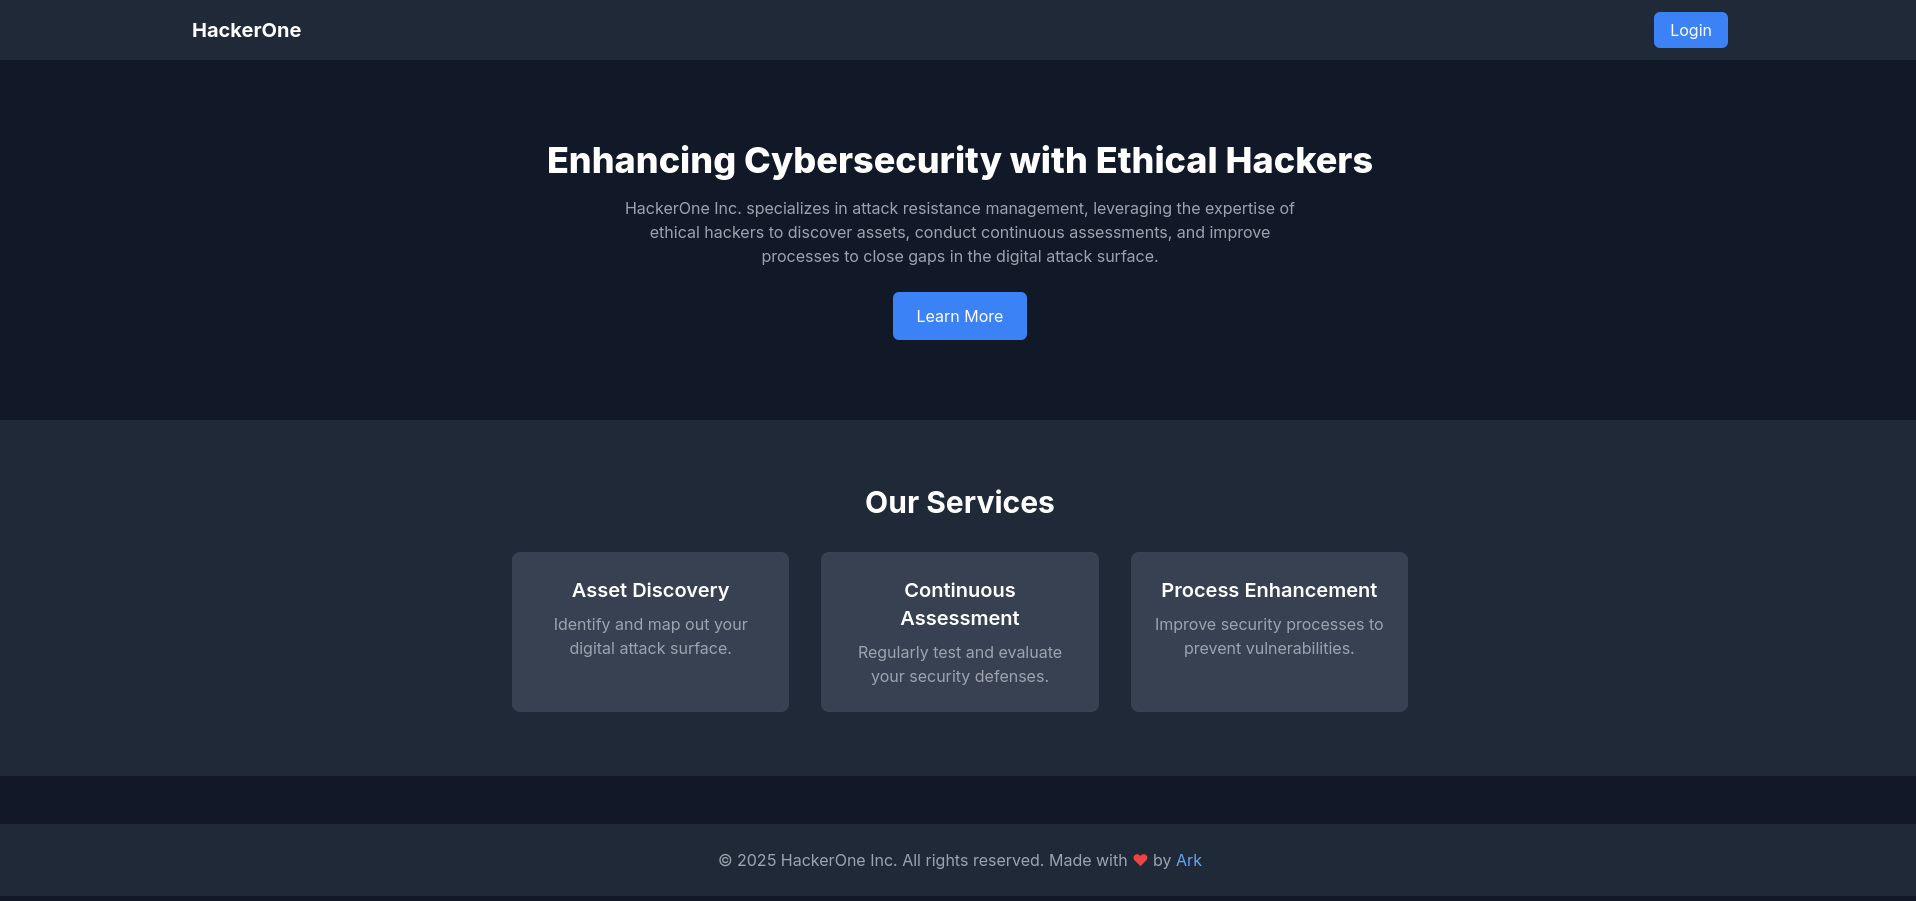 HackerOne
Login
Enhancing Cybersecurity with Ethical Hackers
HackerOne Inc. specializes in attack resistance management, leveraging the expertise of
ethical hackers to discover assets, conduct continuous assessments, and improve
processes to close gaps in the digital attack surface.
Learn More
Our Services
Asset Discovery
Identify and map out your
digital attack surface.
Continuous
Assessment
Regularly test and evaluate
your security defenses.
Process Enhancement
Improve security processes to
prevent vulnerabilities.
© 2025 HackerOne Inc. All rights reserved. Made with ❤ by Ark